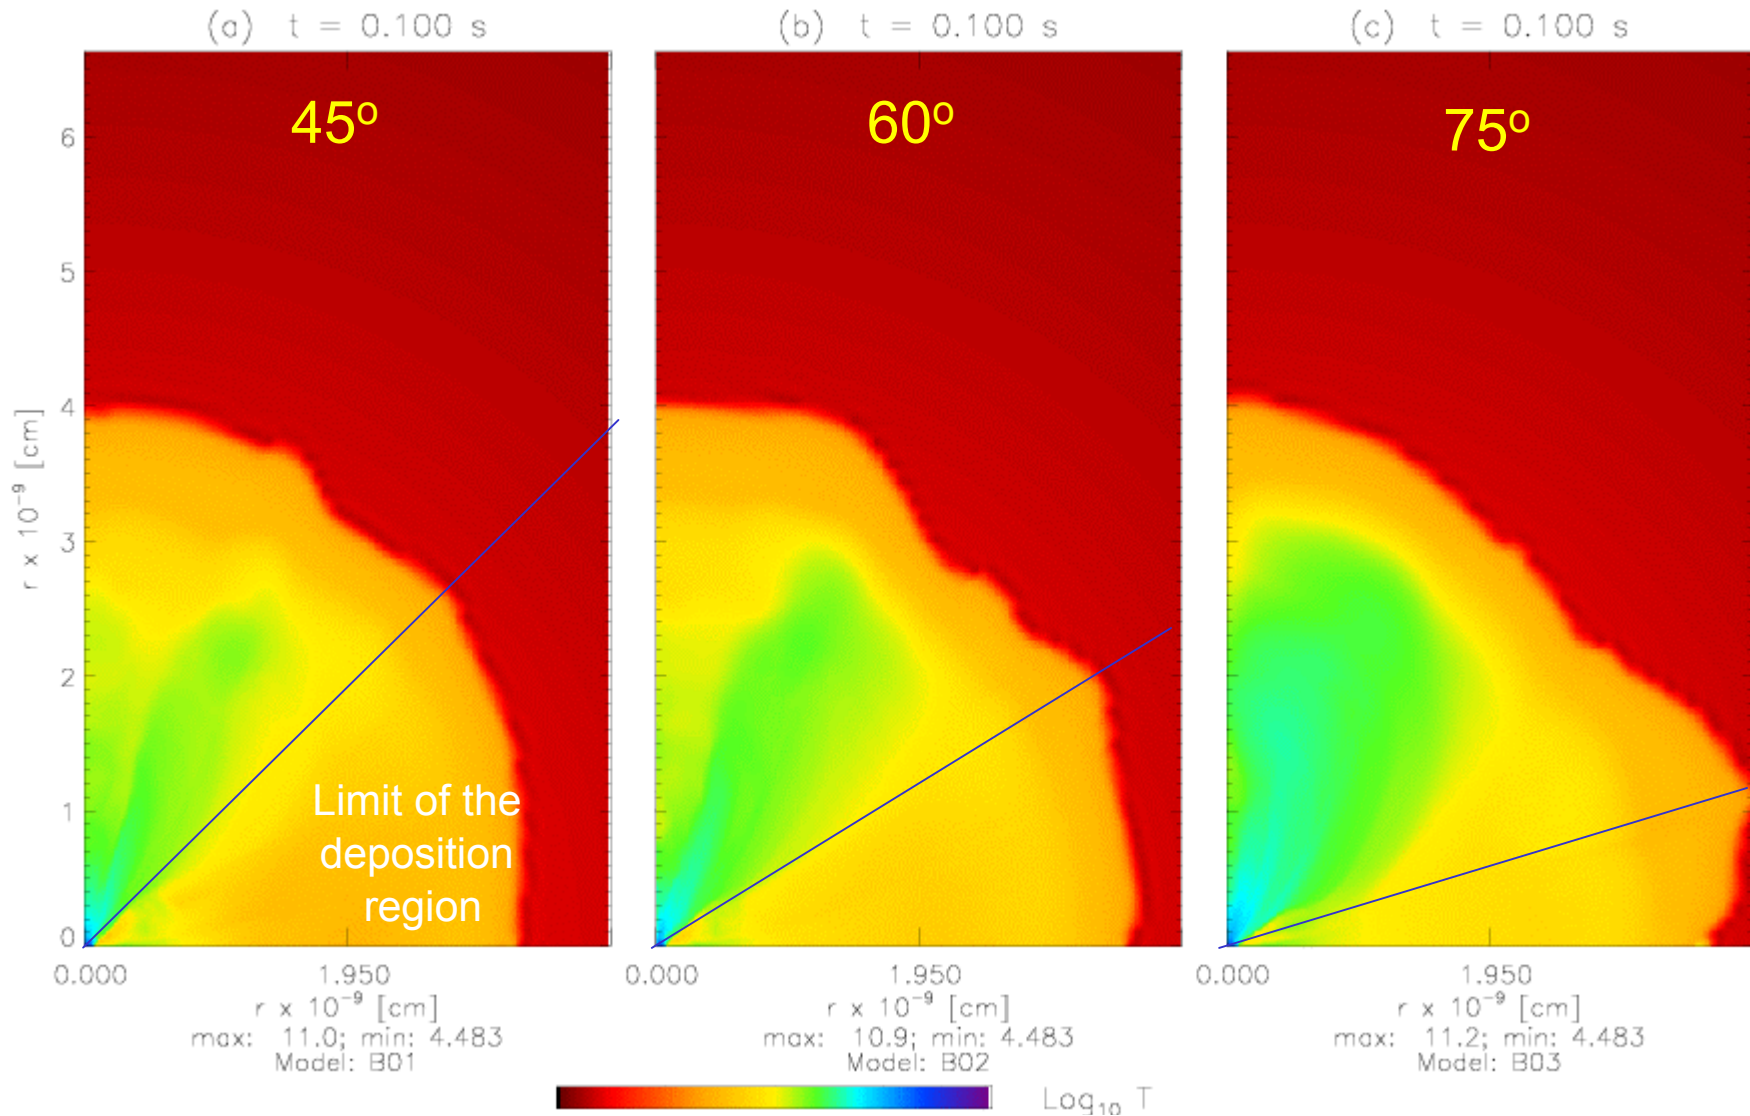 (a) t = 0.100 s
(b) t = 0.100 s
(c) t = 0.100 s
45º
60º
75º
6
5
4
3
2
1
0
r x 10⁻⁹ [cm]
Limit of the
deposition
region
0.000 1.950
r x 10⁻⁹ [cm]
max: 11.0; min: 4.483
Model: B01
0.000 1.950
r x 10⁻⁹ [cm]
max: 10.9; min: 4.483
Model: B02
0.000 1.950
r x 10⁻⁹ [cm]
max: 11.2; min: 4.483
Model: B03
Log₁₀ T